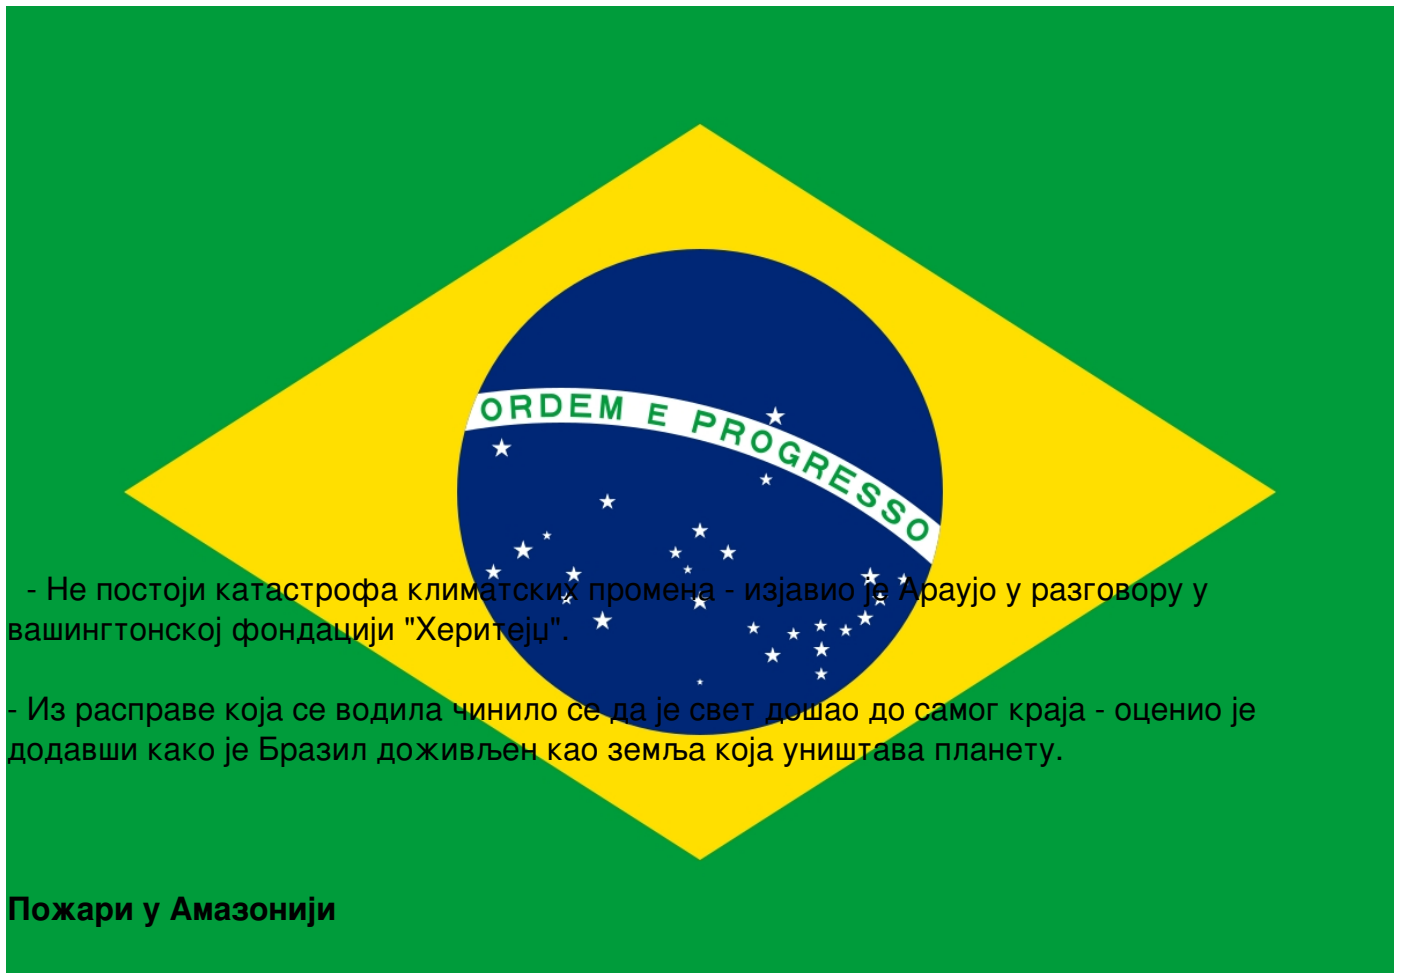 ORDEM E PROGRESSO
- Не постоји катастрофа климатских промена - изјавио је Араујо у разговору у
вашингтонској фондацији "Херитејџ".
- Из расправе која се водила чинило се да је свет дошао до самог краја - оценио је
додавши како је Бразил доживљен као земља која уништава планету.
Пожари у Амазонији